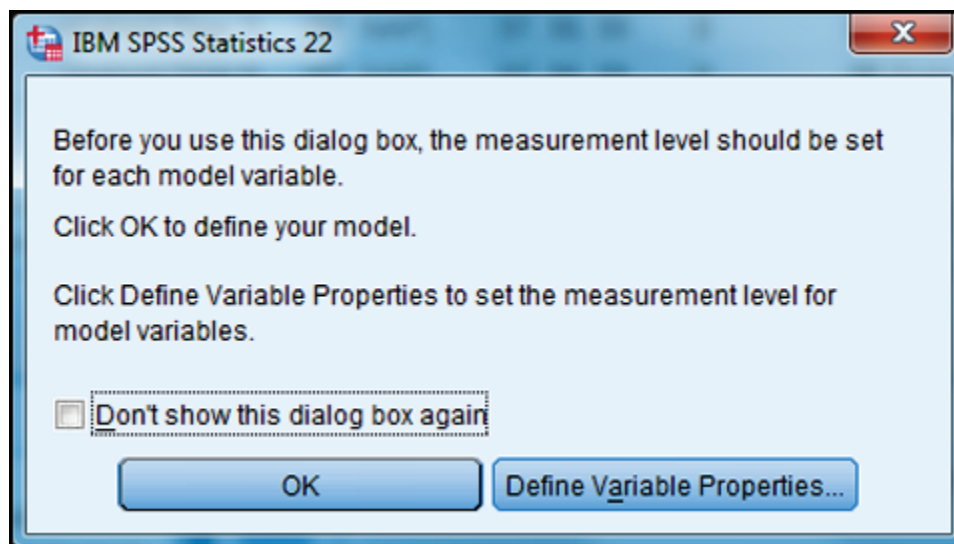 IBM SPSS Statistics 22
Before you use this dialog box, the measurement level should be set
for each model variable.
Click OK to define your model.
Click Define Variable Properties to set the measurement level for
model variables.
Don't show this dialog box again
OK
Define Variable Properties...